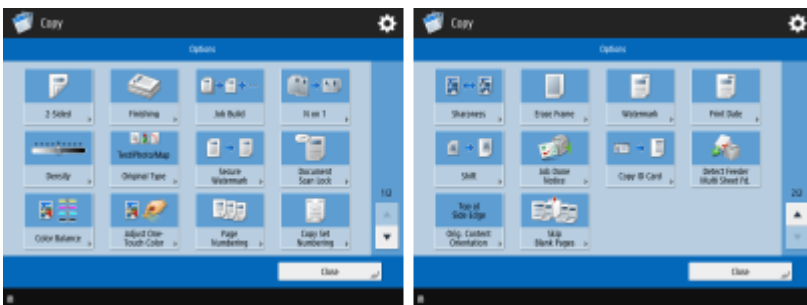 Copy
Options
2-Sided
Finishing
Job Build
N on 1
Density
Text/Photo/Map
Original Type
Secure
Watermark
Document
Scan Lock
1/2
Color Balance
Adjust One-
Touch Color
Page
Numbering
Copy Set
Numbering
Close
Copy
Options
Sharpness
Erase Frame
Watermark
Print Date
Shift
Job Done
Notice
Copy ID Card
Detect Feeder
Multi Sheet Fd.
2/2
Top at
Side Edge
Orig. Content
Orientation
Skip
Blank Pages
Close